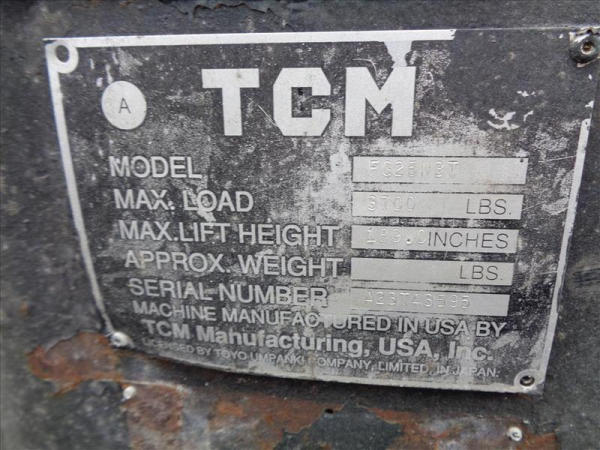 TCM
A
MODEL
MAX. LOAD LBS.
MAX.LIFT HEIGHT INCHES
APPROX. WEIGHT LBS.
SERIAL NUMBER
MACHINE MANUFACTURED IN USA BY
TCM Manufacturing, USA, Inc.
LICENSED BY TOYO UMPANKI COMPANY, LIMITED, IN JAPAN.